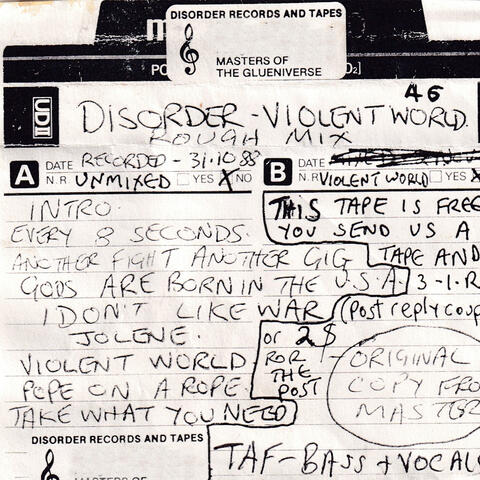 DISORDER RECORDS AND TAPES
MASTERS OF
THE GLUENIVERSE
UDII
46
DISORDER - VIOLENT WORLD
ROUGH MIX
A DATE RECORDED - 31.10 88
N.R UNMIXED YES X NO
B DATE
N.R VIOLENT WORLD YES
INTRO.
EVERY 8 SECONDS.
ANOTHER FIGHT ANOTHER GIG
GODS ARE BORN IN THE U.S.A.
I DON'T LIKE WAR
JOLENE.
VIOLENT WORLD
POPE ON A ROPE.
TAKE WHAT YOU NEED
THIS TAPE IS FREE
YOU SEND US A
TAPE AND
3-I-R
(post reply coup
or 2$
ROR
THE
POST
ORIGINAL
COPY FRO
MASTER
DISORDER RECORDS AND TAPES
TAF-BASS + VOCAL